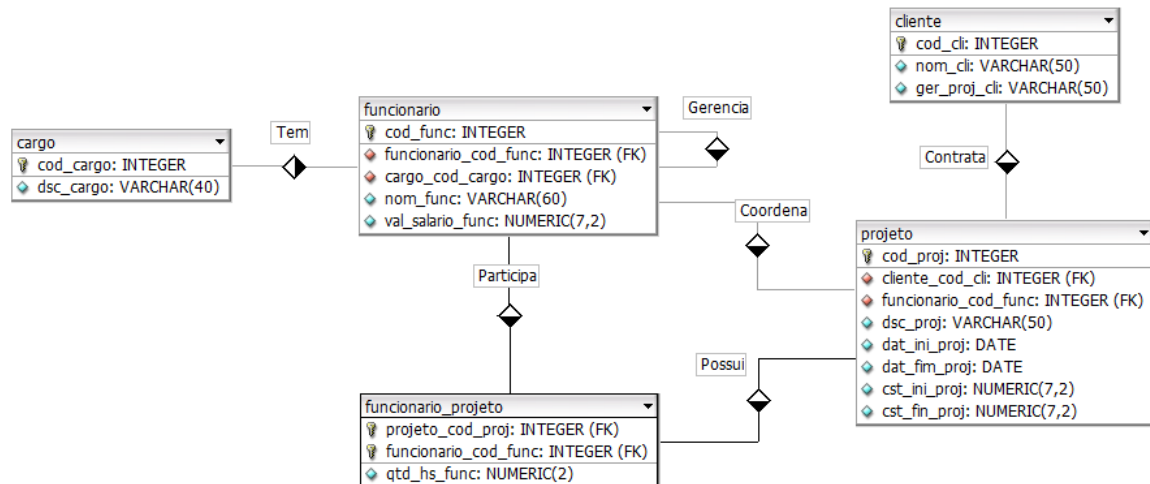 cliente
cod_cli: INTEGER
nom_cli: VARCHAR(50)
ger_proj_cli: VARCHAR(50)
Contrata
cargo
cod_cargo: INTEGER
dsc_cargo: VARCHAR(40)
Tem
funcionario
cod_func: INTEGER
funcionario_cod_func: INTEGER (FK)
cargo_cod_cargo: INTEGER (FK)
nom_func: VARCHAR(60)
val_salario_func: NUMERIC(7,2)
Gerencia
Coordena
projeto
cod_proj: INTEGER
cliente_cod_cli: INTEGER (FK)
funcionario_cod_func: INTEGER (FK)
dsc_proj: VARCHAR(50)
dat_ini_proj: DATE
dat_fim_proj: DATE
cst_ini_proj: NUMERIC(7,2)
cst_fin_proj: NUMERIC(7,2)
Participa
Possui
funcionario_projeto
projeto_cod_proj: INTEGER (FK)
funcionario_cod_func: INTEGER (FK)
qtd_hs_func: NUMERIC(2)